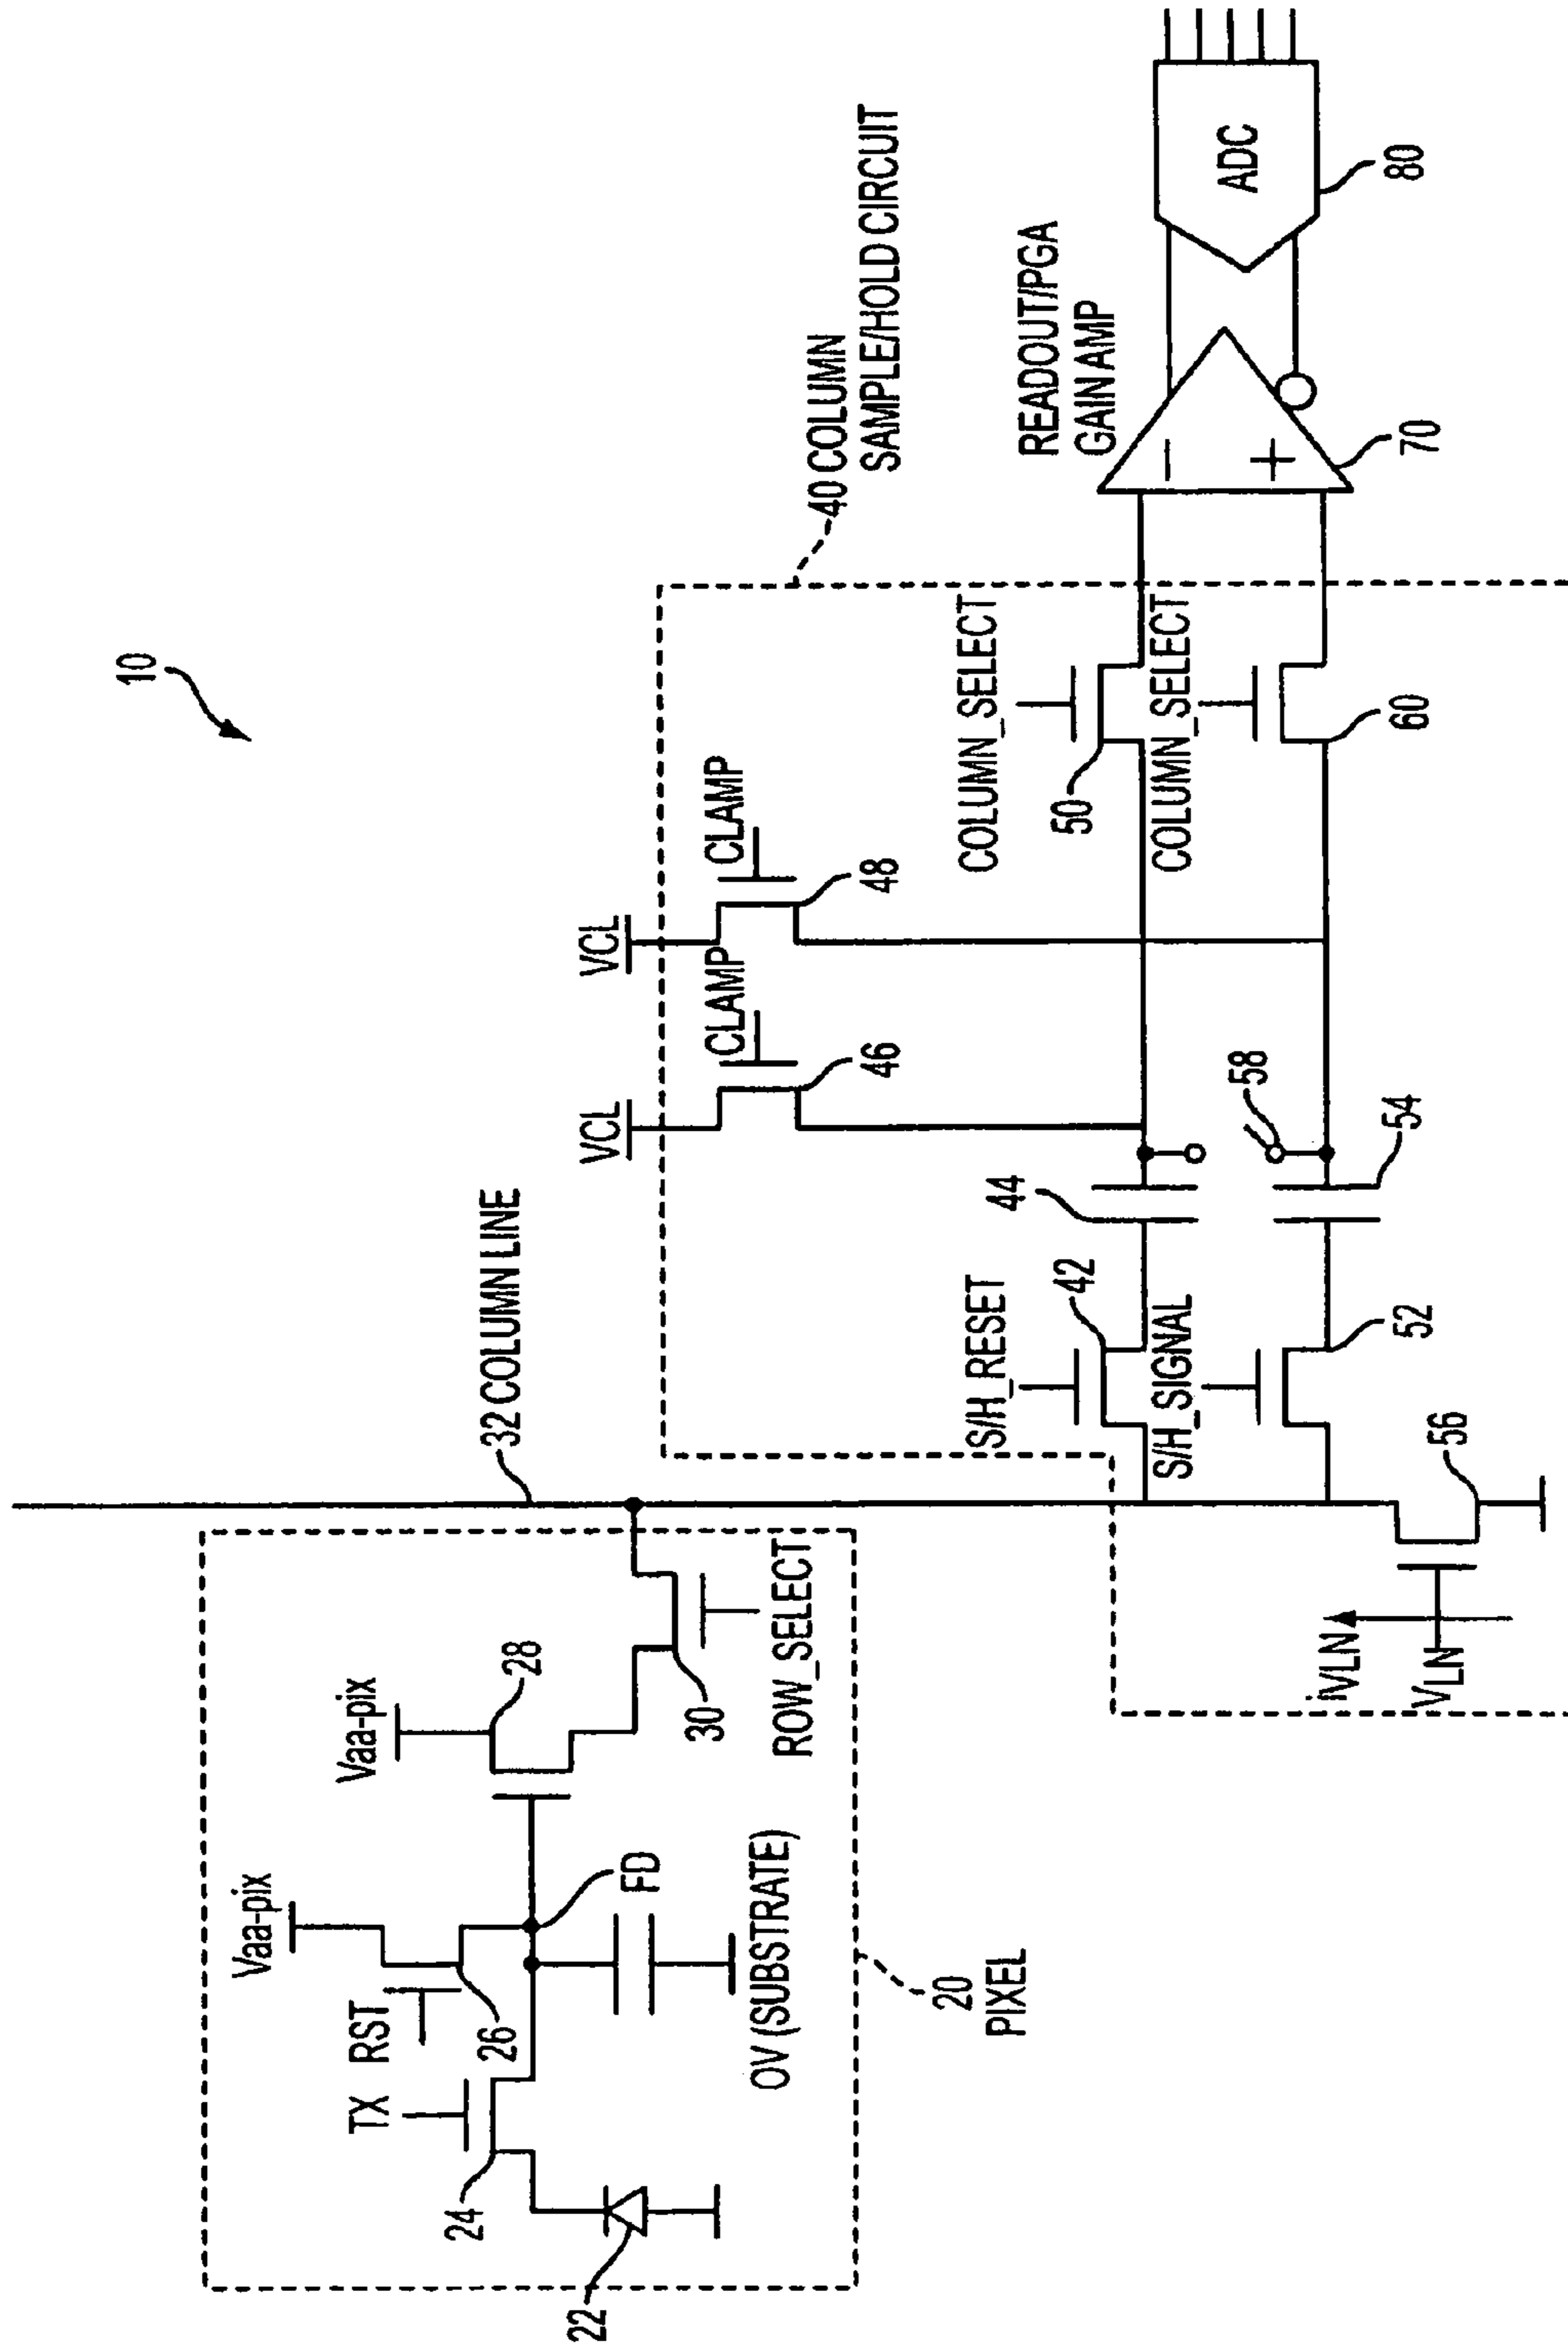 10
32 COLUMN LINE
40 COLUMN
SAMPLE/HOLD CIRCUIT
Vaa-pix
Vaa-pix
TX
RST
24
26
28
22
FD
30
0V (SUBSTRATE)
ROW_SELECT
20
PIXEL
VCL
VCL
CLAMP
CLAMP
46
48
S/H_RESET
42
44
COLUMN_SELECT
50
READOUT/PGA
GAIN AMP
S/H_SIGNAL
52
54
58
COLUMN_SELECT
60
−
+
70
ADC
80
iVLN
VLN
56